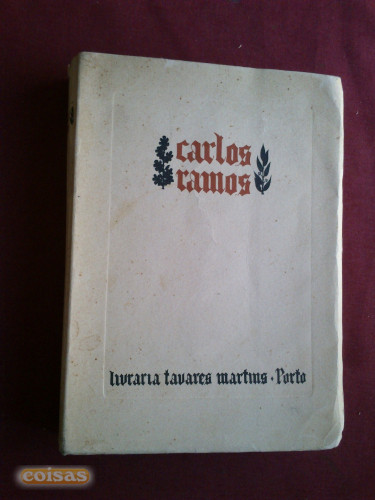 carlos
ramos
livraria tavares martins · Porto
coisas